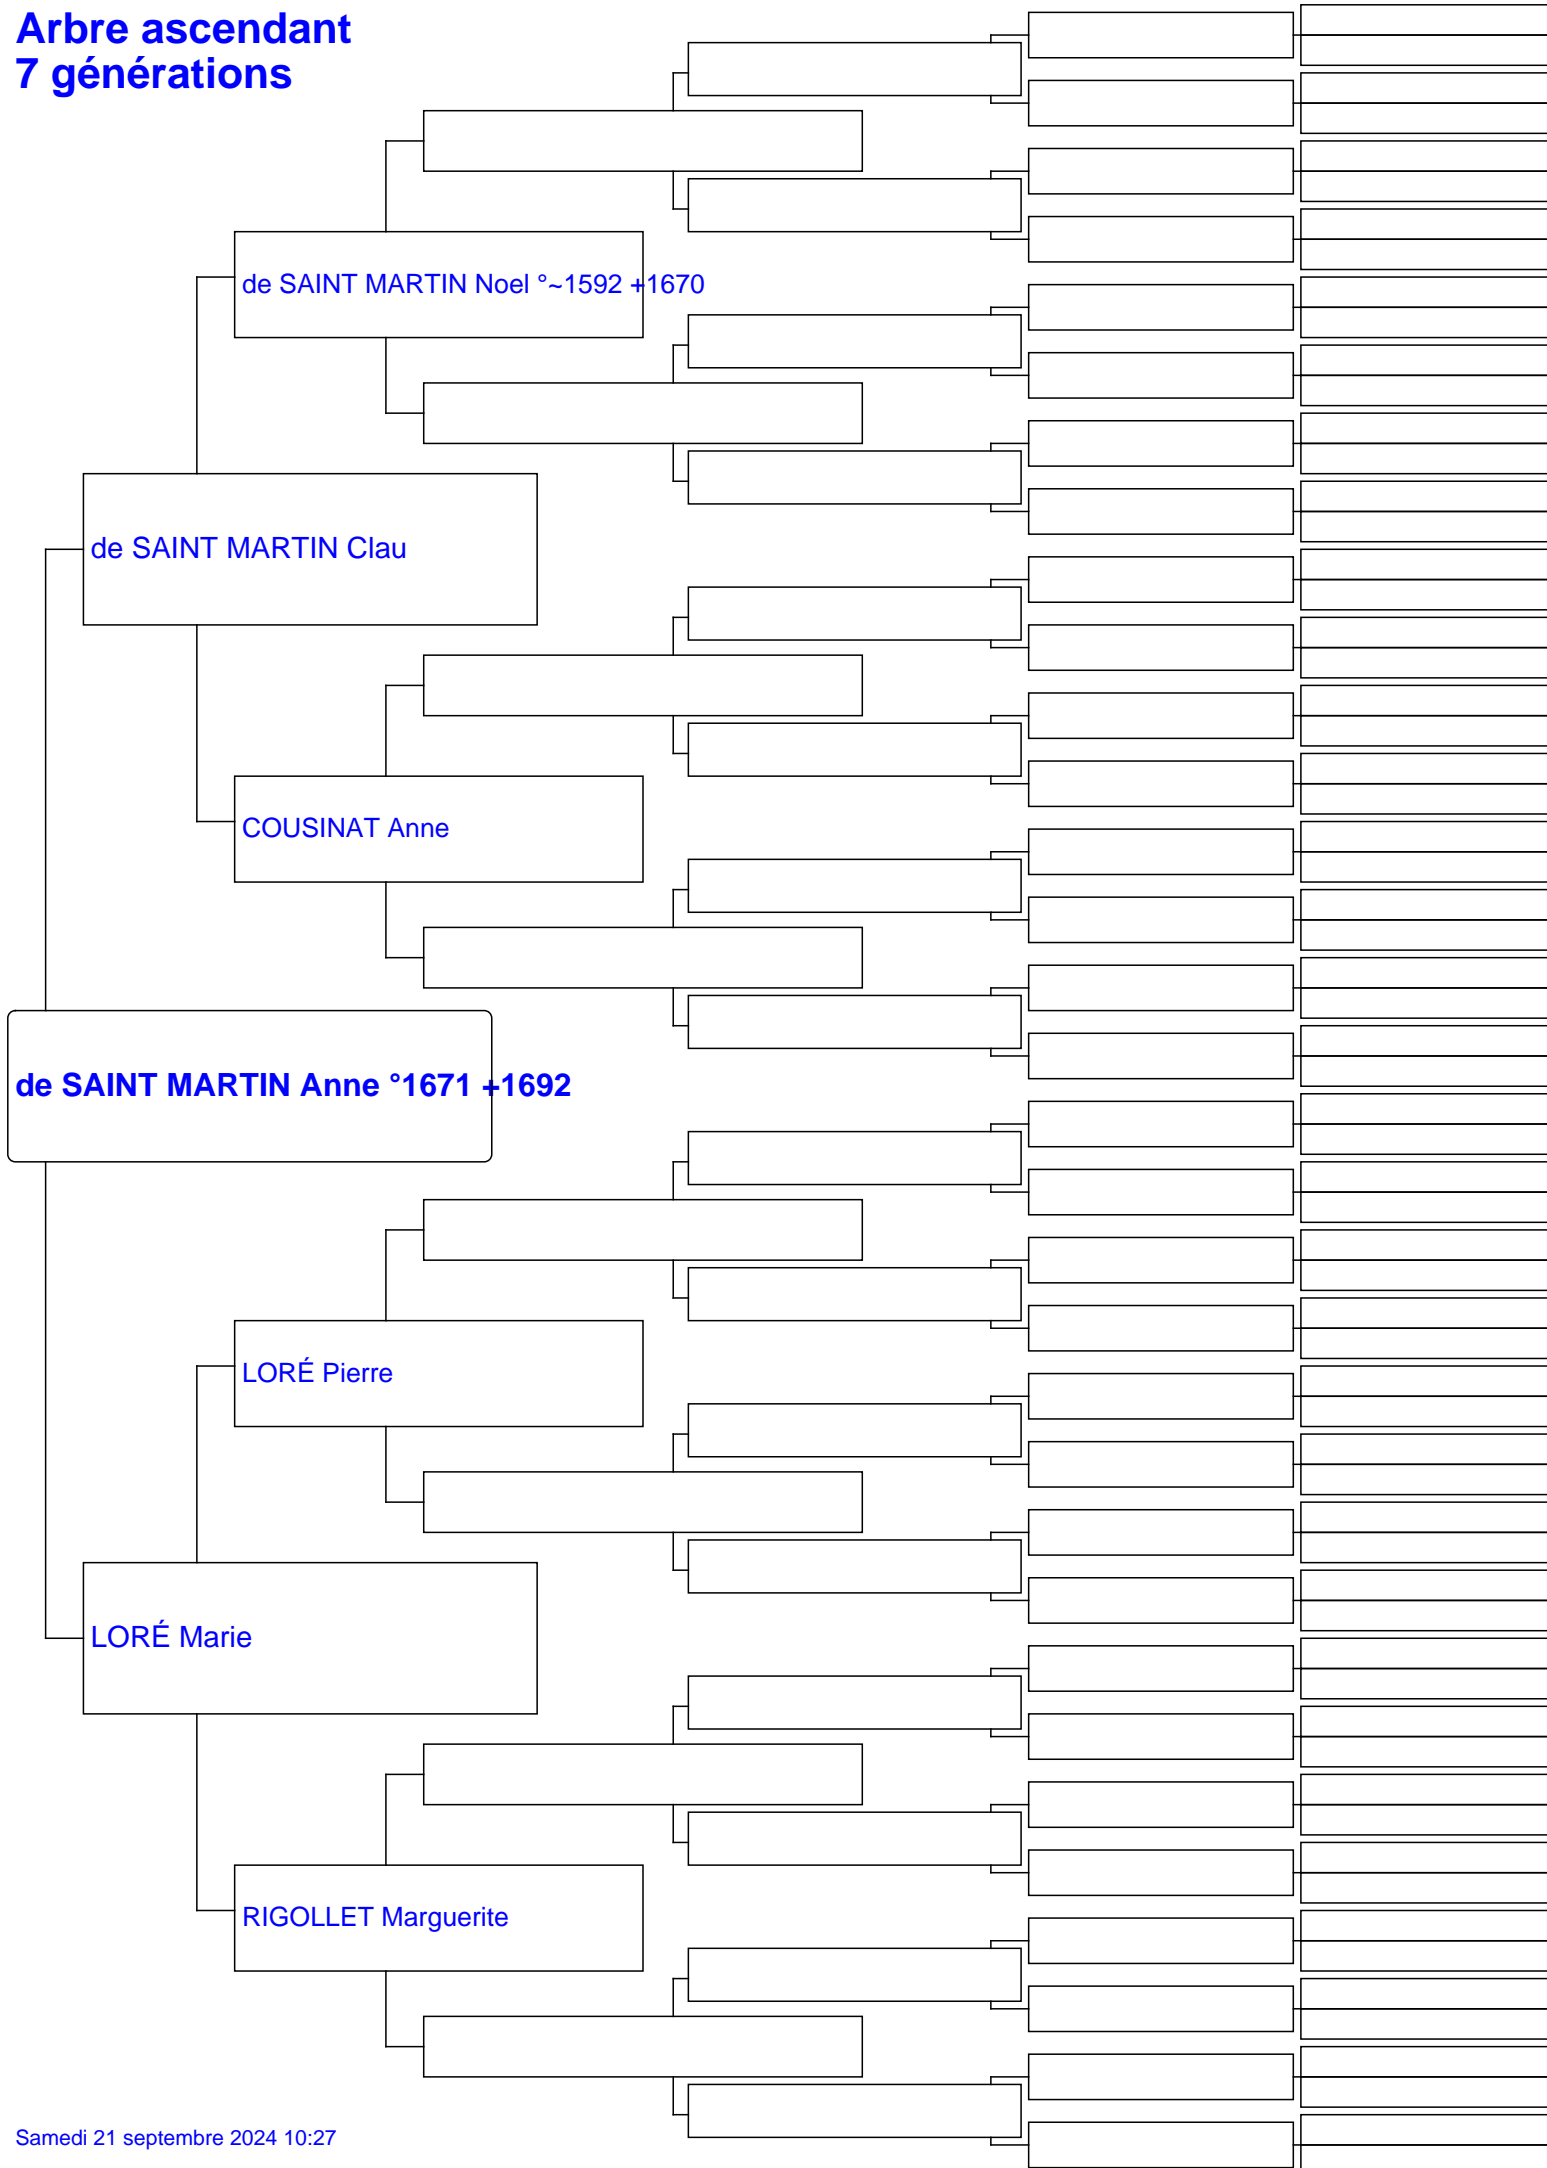 Arbre ascendant
7 générations
de SAINT MARTIN Noel °~1592 +1670
de SAINT MARTIN Clau
COUSINAT Anne
de SAINT MARTIN Anne °1671 +1692
LORÉ Pierre
LORÉ Marie
RIGOLLET Marguerite
Samedi 21 septembre 2024 10:27